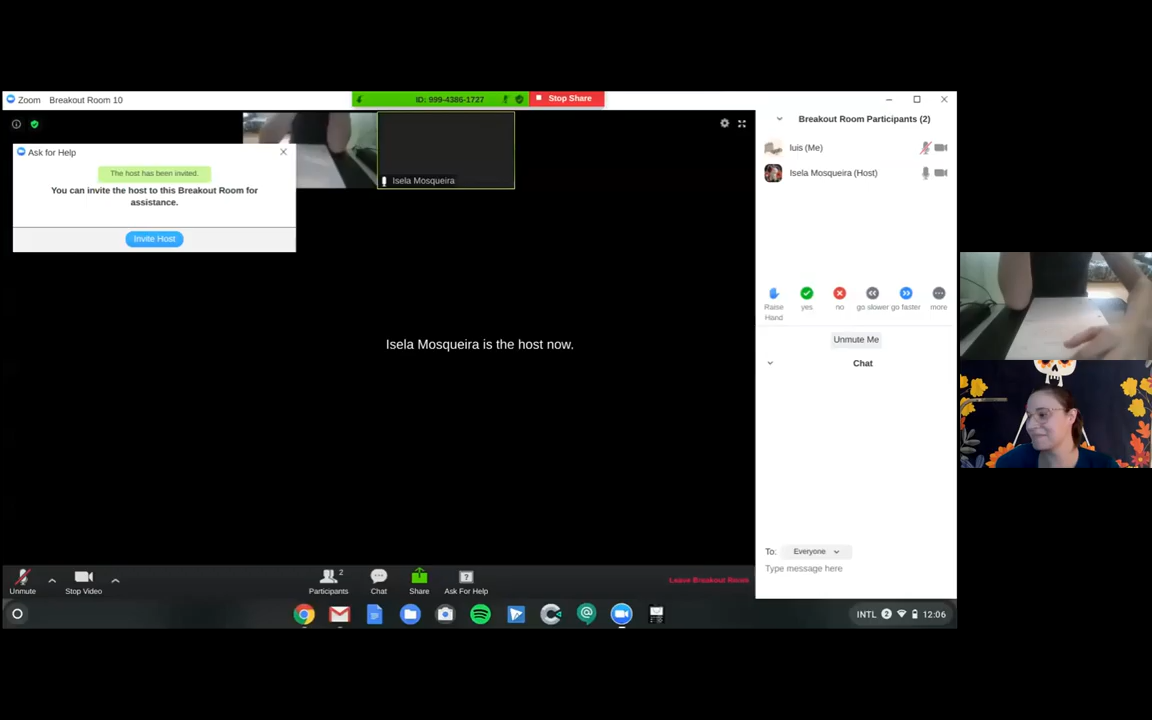 Zoom Breakout Room 10
ID: 999-4386-1727
Stop Share
Ask for Help
The host has been invited.
You can invite the host to this Breakout Room for
assistance.
Invite Host
Isela Mosqueira
Isela Mosqueira is the host now.
Breakout Room Participants (2)
luis (Me)
Isela Mosqueira (Host)
Raise
Hand
yes
no
go slower
go faster
more
Unmute Me
Chat
To: Everyone
Type message here
Unmute
Stop Video
2
Participants
Chat
Share
Ask For Help
Leave Breakout Room
INTL 2 12:06